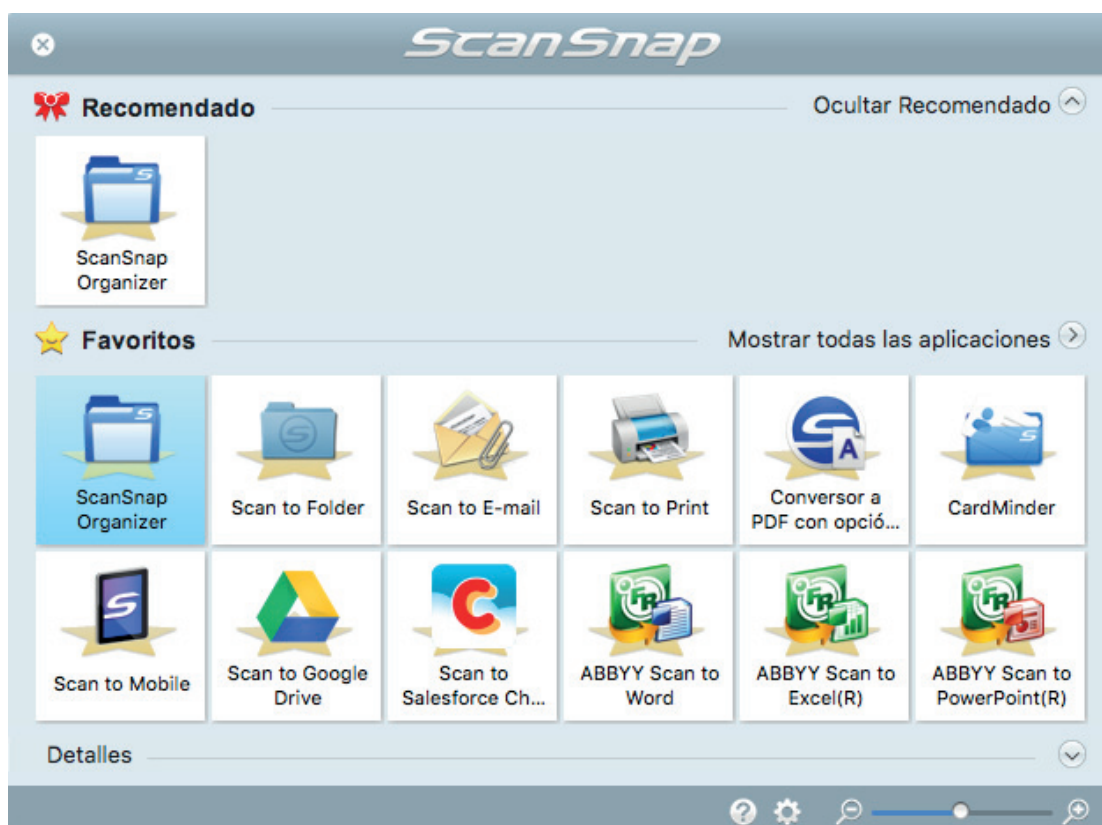 ScanSnap
Recomendado
Ocultar Recomendado
ScanSnap
Organizer
Favoritos
Mostrar todas las aplicaciones
ScanSnap
Organizer
Scan to Folder
Scan to E-mail
Scan to Print
Conversor a
PDF con opció...
CardMinder
Scan to Mobile
Scan to Google
Drive
Scan to
Salesforce Ch...
ABBYY Scan to
Word
ABBYY Scan to
Excel(R)
ABBYY Scan to
PowerPoint(R)
Detalles